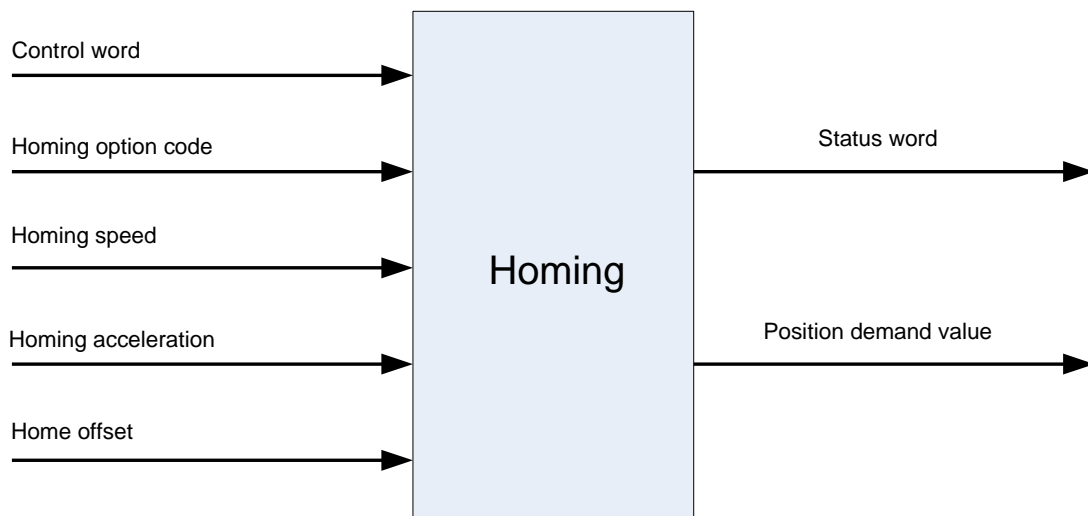 Control word
Homing option code
Homing speed
Homing acceleration
Home offset
Homing
Status word
Position demand value